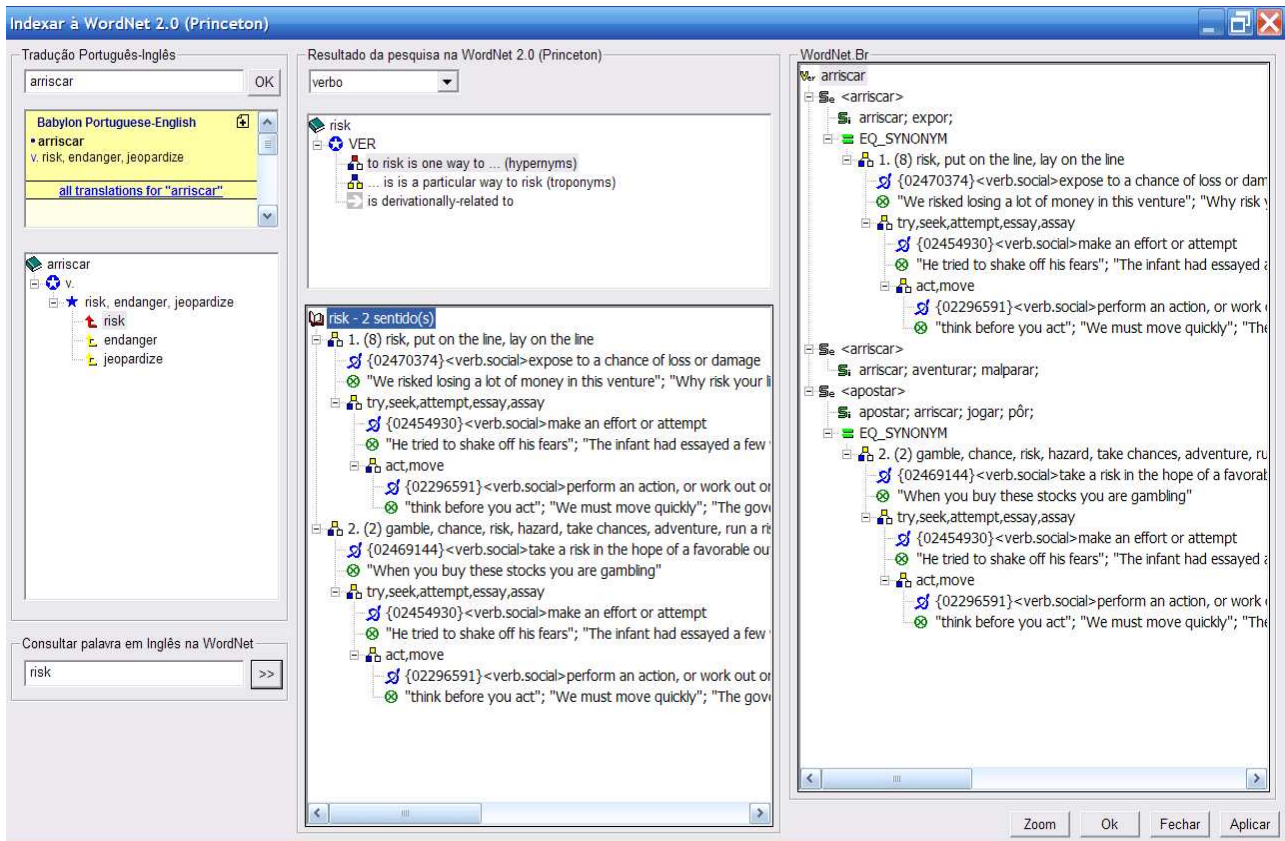 Indexar à WordNet 2.0 (Princeton)
Tradução Português-Inglês
arriscar
OK
Babylon Portuguese-English
• arriscar
v. risk, endanger, jeopardize
all translations for "arriscar"
arriscar
v.
risk, endanger, jeopardize
risk
endanger
jeopardize
Consultar palavra em Inglês na WordNet
risk
>>
Resultado da pesquisa na WordNet 2.0 (Princeton)
verbo
risk
VER
to risk is one way to ... (hypernyms)
... is is a particular way to risk (troponyms)
is derivationally-related to
risk - 2 sentido(s)
1. (8) risk, put on the line, lay on the line
{02470374}<verb.social>expose to a chance of loss or damage
"We risked losing a lot of money in this venture"; "Why risk your
try,seek,attempt,essay,assay
{02454930}<verb.social>make an effort or attempt
"He tried to shake off his fears"; "The infant had essayed a few
act,move
{02296591}<verb.social>perform an action, or work out or
"think before you act"; "We must move quickly"; "The gov
2. (2) gamble, chance, risk, hazard, take chances, adventure, run a ri
{02469144}<verb.social>take a risk in the hope of a favorable ou
"When you buy these stocks you are gambling"
try,seek,attempt,essay,assay
{02454930}<verb.social>make an effort or attempt
"He tried to shake off his fears"; "The infant had essayed a few
act,move
{02296591}<verb.social>perform an action, or work out or
"think before you act"; "We must move quickly"; "The gov
WordNet.Br
Ver arriscar
Se <arriscar>
Si arriscar; expor;
EQ_SYNONYM
1. (8) risk, put on the line, lay on the line
{02470374}<verb.social>expose to a chance of loss or dam
"We risked losing a lot of money in this venture"; "Why risk
try,seek,attempt,essay,assay
{02454930}<verb.social>make an effort or attempt
"He tried to shake off his fears"; "The infant had essayed
act,move
{02296591}<verb.social>perform an action, or work
"think before you act"; "We must move quickly"; "The
Se <arriscar>
Si arriscar; aventurar; malparar;
Se <apostar>
Si apostar; arriscar; jogar; pôr;
EQ_SYNONYM
2. (2) gamble, chance, risk, hazard, take chances, adventure, ru
{02469144}<verb.social>take a risk in the hope of a favoral
"When you buy these stocks you are gambling"
try,seek,attempt,essay,assay
{02454930}<verb.social>make an effort or attempt
"He tried to shake off his fears"; "The infant had essayed
act,move
{02296591}<verb.social>perform an action, or work
"think before you act"; "We must move quickly"; "The
Zoom
Ok
Fechar
Aplicar